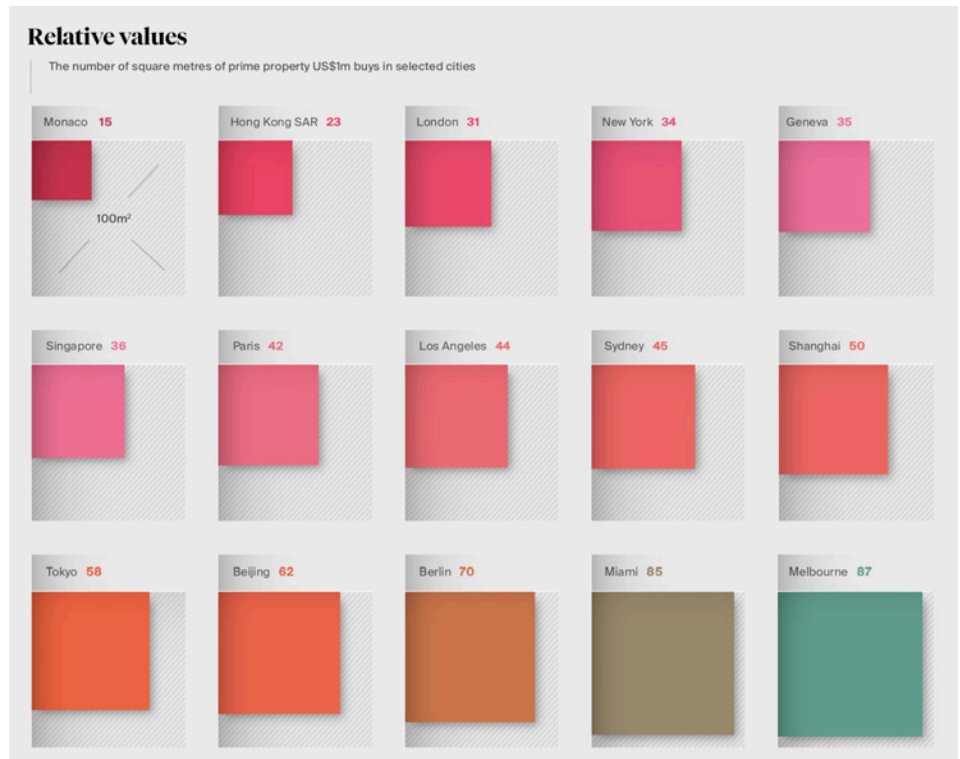 Relative values
The number of square metres of prime property US$1m buys in selected cities
Monaco 15
Hong Kong SAR 23
London 31
New York 34
Geneva 35
100m²
Singapore 36
Paris 42
Los Angeles 44
Sydney 45
Shanghai 50
Tokyo 58
Beijing 62
Berlin 70
Miami 85
Melbourne 87